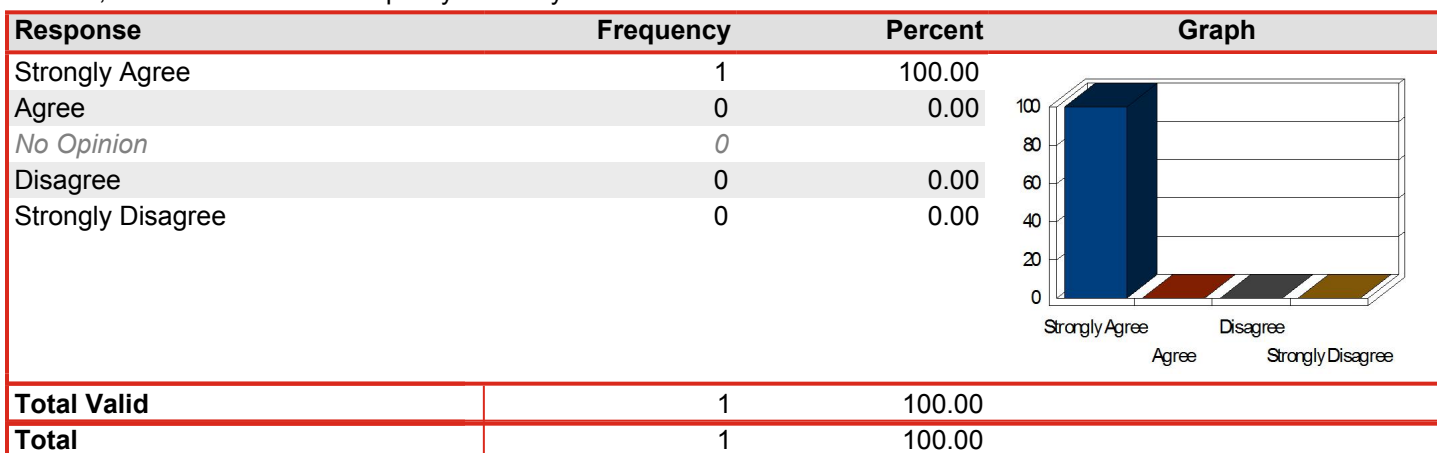 Response Frequency Percent Graph
Strongly Agree 1 100.00
Agree 0 0.00
No Opinion 0
Disagree 0 0.00
Strongly Disagree 0 0.00
100
80
60
40
20
0
Strongly Agree Disagree
Agree Strongly Disagree
Total Valid 1 100.00
Total 1 100.00